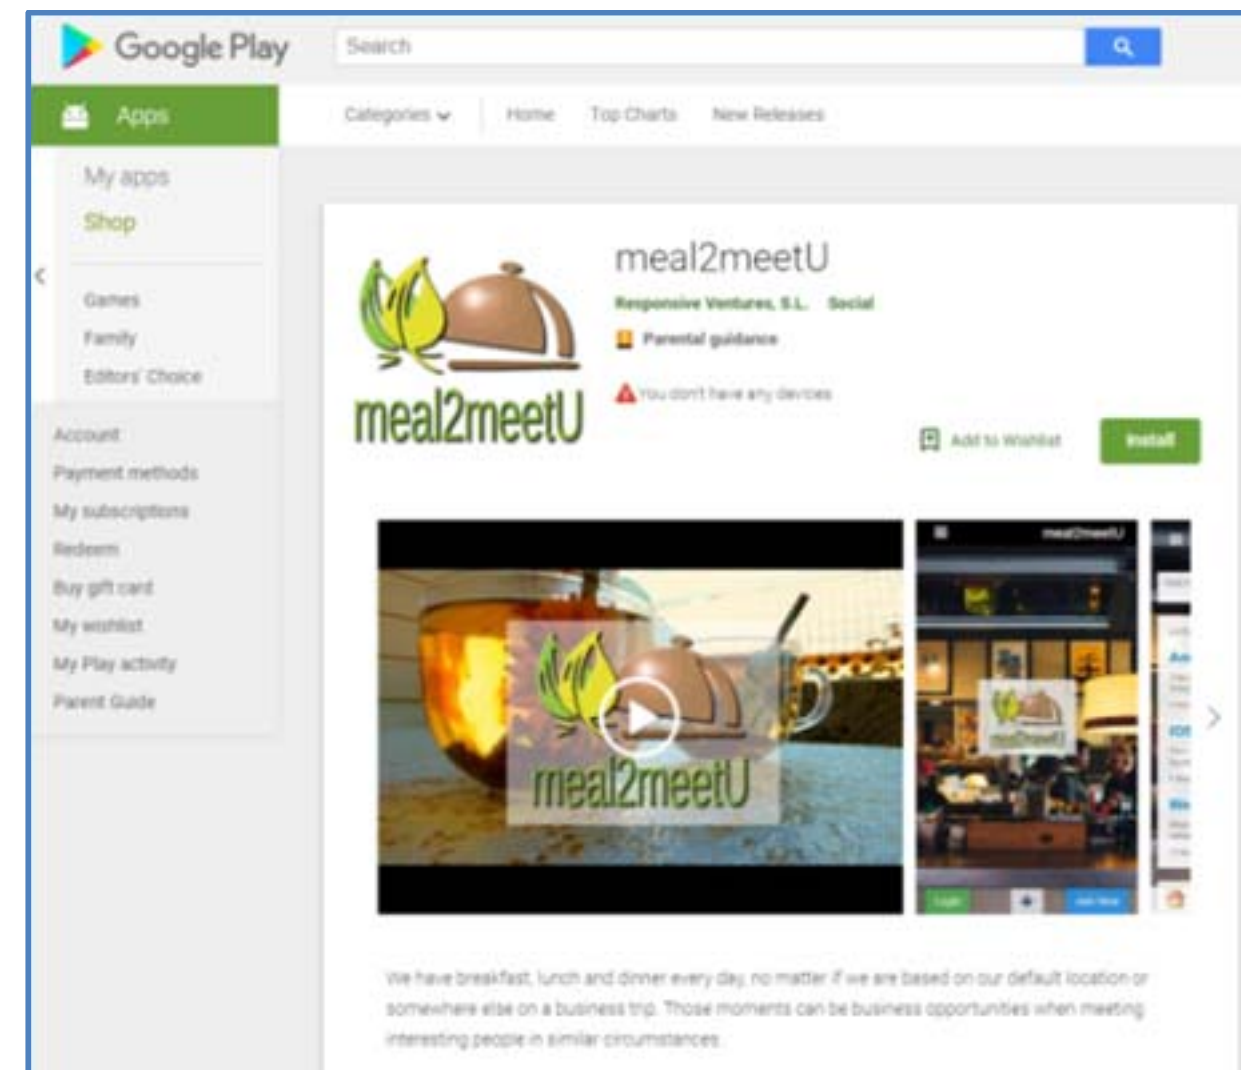 Google Play
Search
Apps
Categories
Home
Top Charts
New Releases
My apps
Shop
Games
Family
Editors' Choice
Account
Payment methods
My subscriptions
Redeem
Buy gift card
My wishlist
My Play activity
Parent Guide
meal2meetU
meal2meetU
Responsive Ventures, S.L. Social
Parental guidance
You don't have any devices
Add to Wishlist
Install
meal2meetU
meal2meetU
meal2meetU
Login
Join Now
We have breakfast, lunch and dinner every day, no matter if we are based on our default location or
somewhere else on a business trip. Those moments can be business opportunities when meeting
interesting people in similar circumstances.